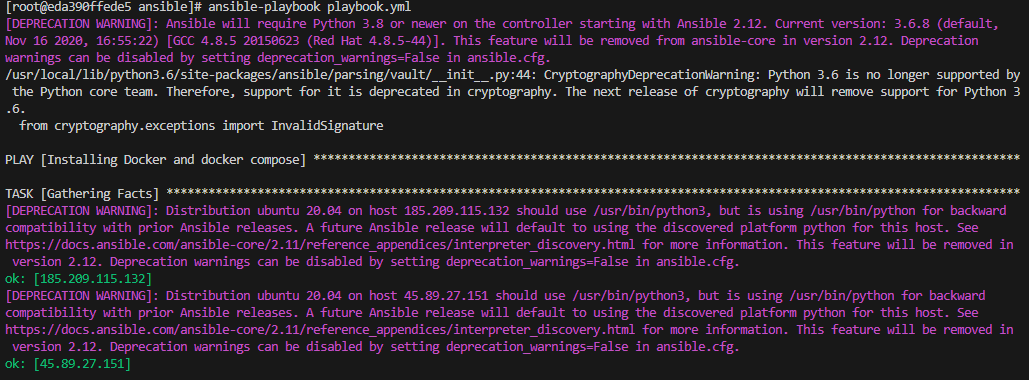 [root@eda390ffede5 ansible]# ansible-playbook playbook.yml
[DEPRECATION WARNING]: Ansible will require Python 3.8 or newer on the controller starting with Ansible 2.12. Current version: 3.6.8 (default,
Nov 16 2020, 16:55:22) [GCC 4.8.5 20150623 (Red Hat 4.8.5-44)]. This feature will be removed from ansible-core in version 2.12. Deprecation
warnings can be disabled by setting deprecation_warnings=False in ansible.cfg.
/usr/local/lib/python3.6/site-packages/ansible/parsing/vault/__init__.py:44: CryptographyDeprecationWarning: Python 3.6 is no longer supported by
 the Python core team. Therefore, support for it is deprecated in cryptography. The next release of cryptography will remove support for Python 3
.6.
  from cryptography.exceptions import InvalidSignature
PLAY [Installing Docker and docker compose] *****************************************************************************************************
TASK [Gathering Facts] **************************************************************************************************************************
[DEPRECATION WARNING]: Distribution ubuntu 20.04 on host 185.209.115.132 should use /usr/bin/python3, but is using /usr/bin/python for backward
compatibility with prior Ansible releases. A future Ansible release will default to using the discovered platform python for this host. See
https://docs.ansible.com/ansible-core/2.11/reference_appendices/interpreter_discovery.html for more information. This feature will be removed in
 version 2.12. Deprecation warnings can be disabled by setting deprecation_warnings=False in ansible.cfg.
ok: [185.209.115.132]
[DEPRECATION WARNING]: Distribution ubuntu 20.04 on host 45.89.27.151 should use /usr/bin/python3, but is using /usr/bin/python for backward
compatibility with prior Ansible releases. A future Ansible release will default to using the discovered platform python for this host. See
https://docs.ansible.com/ansible-core/2.11/reference_appendices/interpreter_discovery.html for more information. This feature will be removed in
 version 2.12. Deprecation warnings can be disabled by setting deprecation_warnings=False in ansible.cfg.
ok: [45.89.27.151]